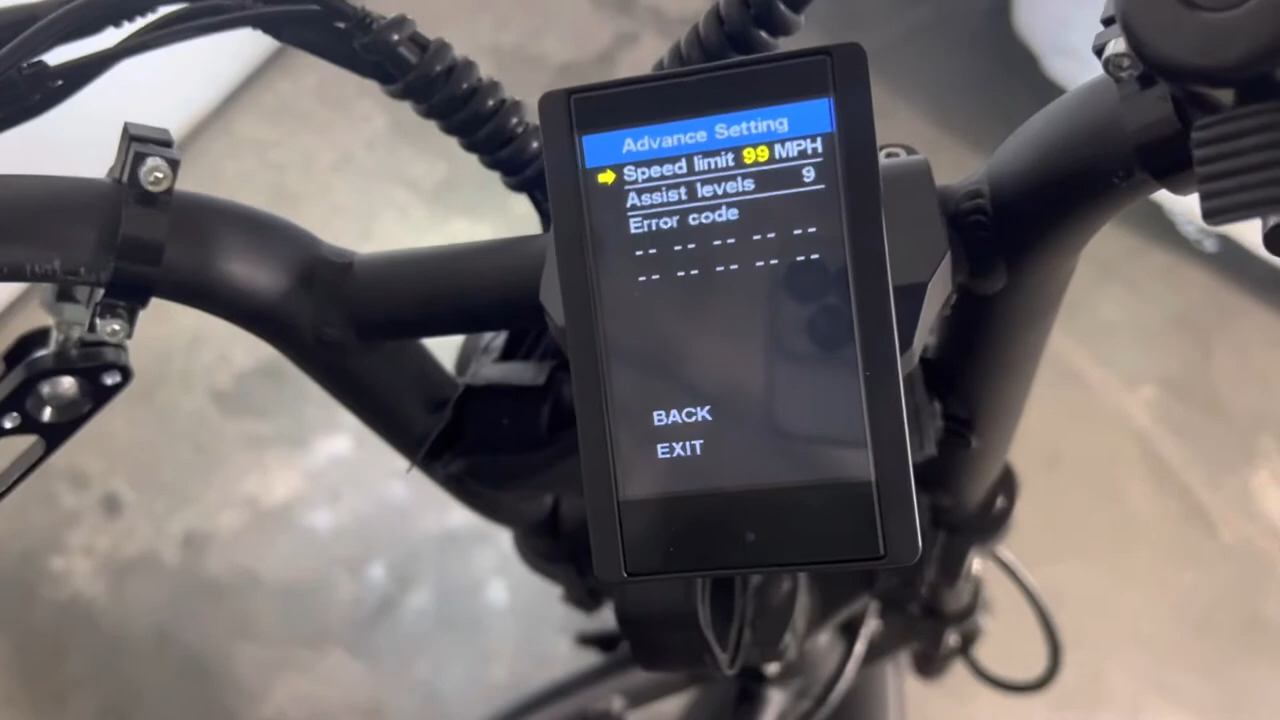 Advance Setting
Speed limit 99 MPH
Assist levels 9
Error code
-- -- -- -- --
-- -- -- -- --
BACK
EXIT